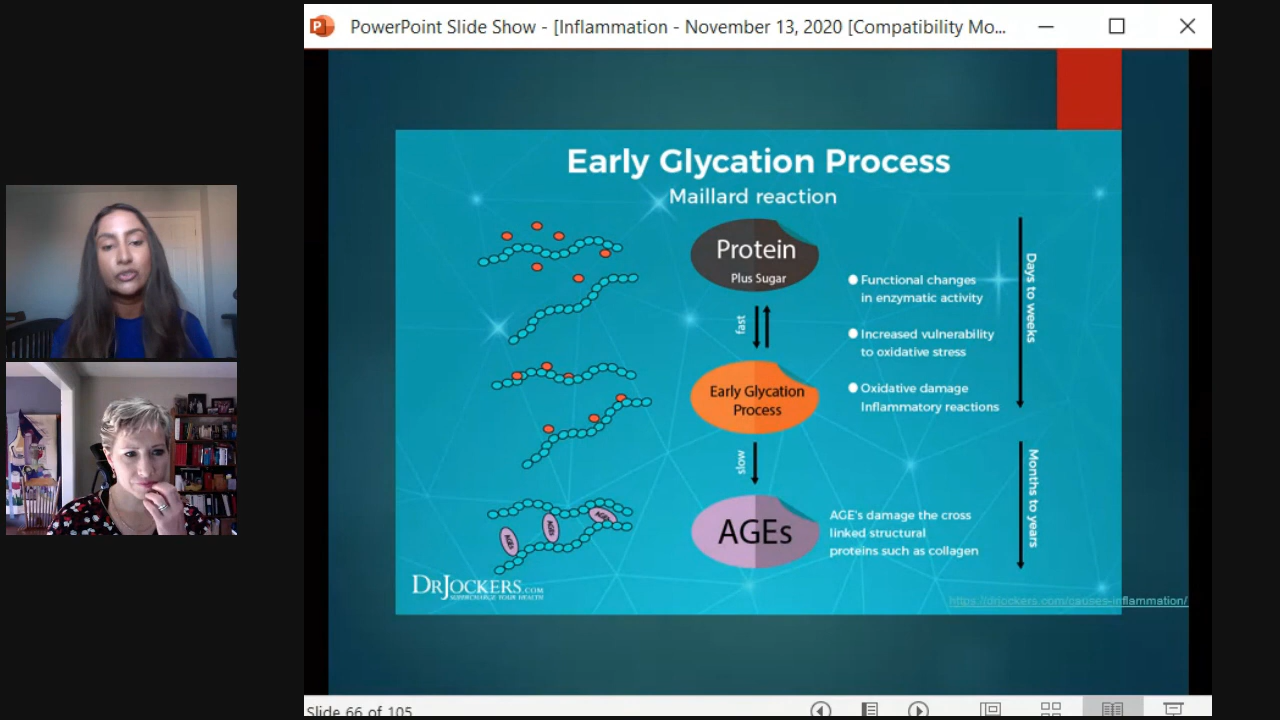 PowerPoint Slide Show - [Inflammation - November 13, 2020 [Compatibility Mo...
Early Glycation Process
Maillard reaction
Protein
Plus Sugar
fast
Functional changes
in enzymatic activity
Increased vulnerability
to oxidative stress
Oxidative damage
Inflammatory reactions
Days to weeks
Early Glycation
Process
slow
AGEs
AGE's damage the cross
linked structural
proteins such as collagen
Months to years
AGEs
AGEs
AGEs
DRJOCKERS.COM
SUPERCHARGE YOUR HEALTH
https://drjockers.com/causes-inflammation/
Slide 66 of 105